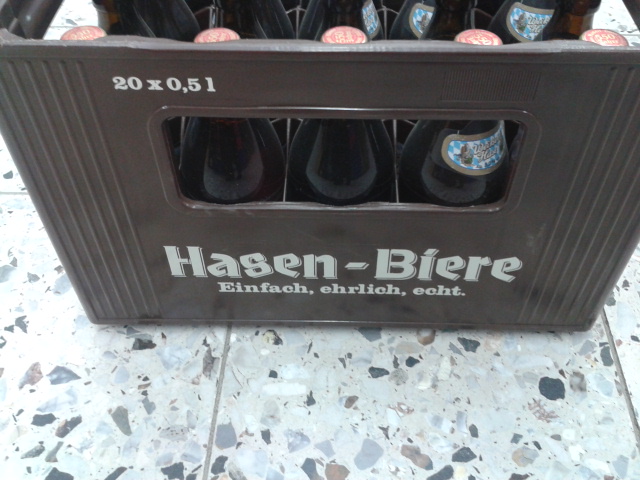 20 x 0,5 l
Hasen-Biere
Einfach, ehrlich, echt.